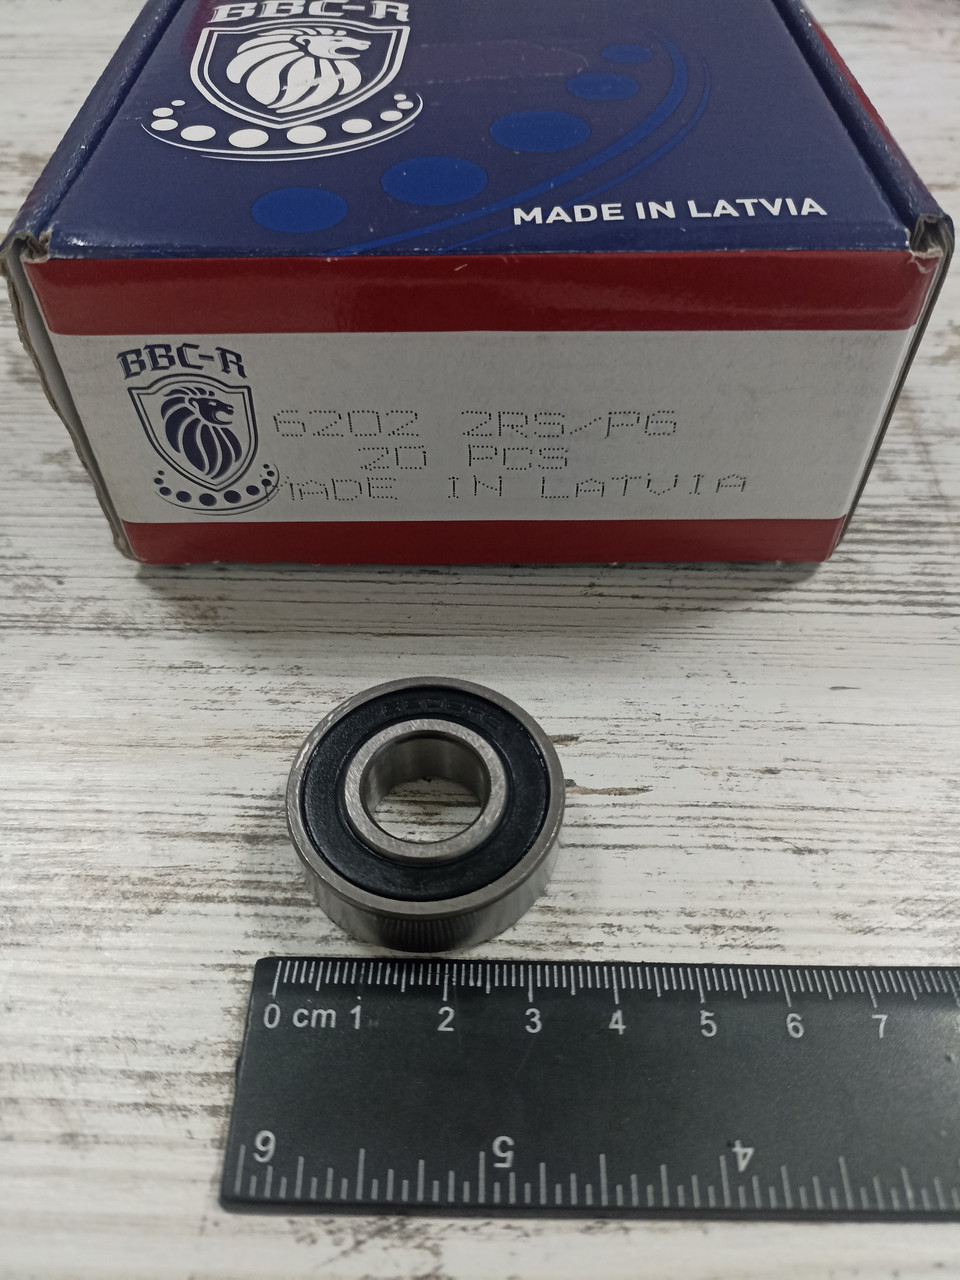 BBC-R
MADE IN LATVIA
BBC-R
6202 2RS/P6
20 PCS
MADE IN LATVIA
0 cm 1 2 3 4 5 6 7
6 5 4